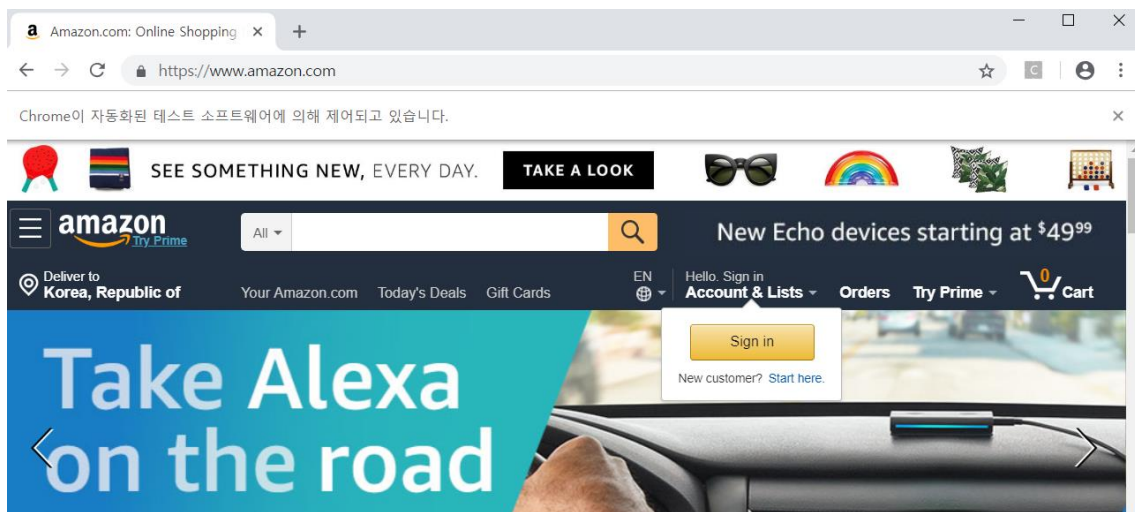 a Amazon.com: Online Shopping
https://www.amazon.com
C
Chrome이 자동화된 테스트 소프트웨어에 의해 제어되고 있습니다.
SEE SOMETHING NEW, EVERY DAY. TAKE A LOOK
amazon
Try Prime
All
New Echo devices starting at $49⁹⁹
Deliver to
Korea, Republic of
Your Amazon.com Today's Deals Gift Cards
EN
Hello. Sign in
Account & Lists
Orders
Try Prime
0
Cart
Sign in
New customer? Start here.
Take Alexa
on the road